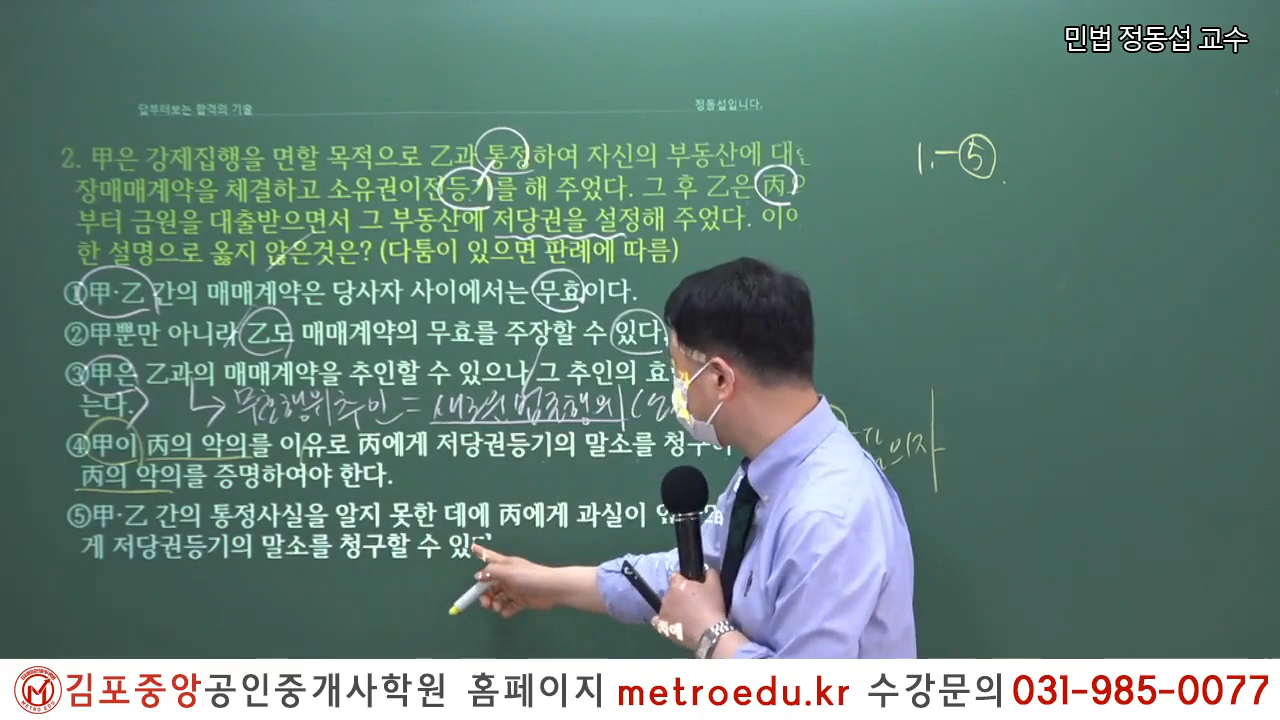 민법 정동섭 교수
답부터보는 합격의 기술
정동섭입니다.
2. 甲은 강제집행을 면할 목적으로 乙과 통정하여 자신의 부동산에 대
장매매계약을 체결하고 소유권이전등기를 해 주었다. 그 후 乙은 丙으
부터 금원을 대출받으면서 그 부동산에 저당권을 설정해 주었다. 이
한 설명으로 옳지 않은것은? (다툼이 있으면 판례에 따름)
1. - ⑤
①甲·乙 간의 매매계약은 당사자 사이에서는 무효이다.
②甲뿐만 아니라 乙도 매매계약의 무효를 주장할 수 있다.
③甲은 乙과의 매매계약을 추인할 수 있으나 그 추인의 효
는다.
무효행위추인 = 새로운 법률행위 (
④甲이 丙의 악의를 이유로 丙에게 저당권등기의 말소를 청구
丙의 악의를 증명하여야 한다.
의자
⑤甲·乙 간의 통정사실을 알지 못한 데에 丙에게 과실이
게 저당권등기의 말소를 청구할 수 있다
김포중앙공인중개사학원 홈페이지 metroedu.kr 수강문의 031-985-0077
METRO EDU